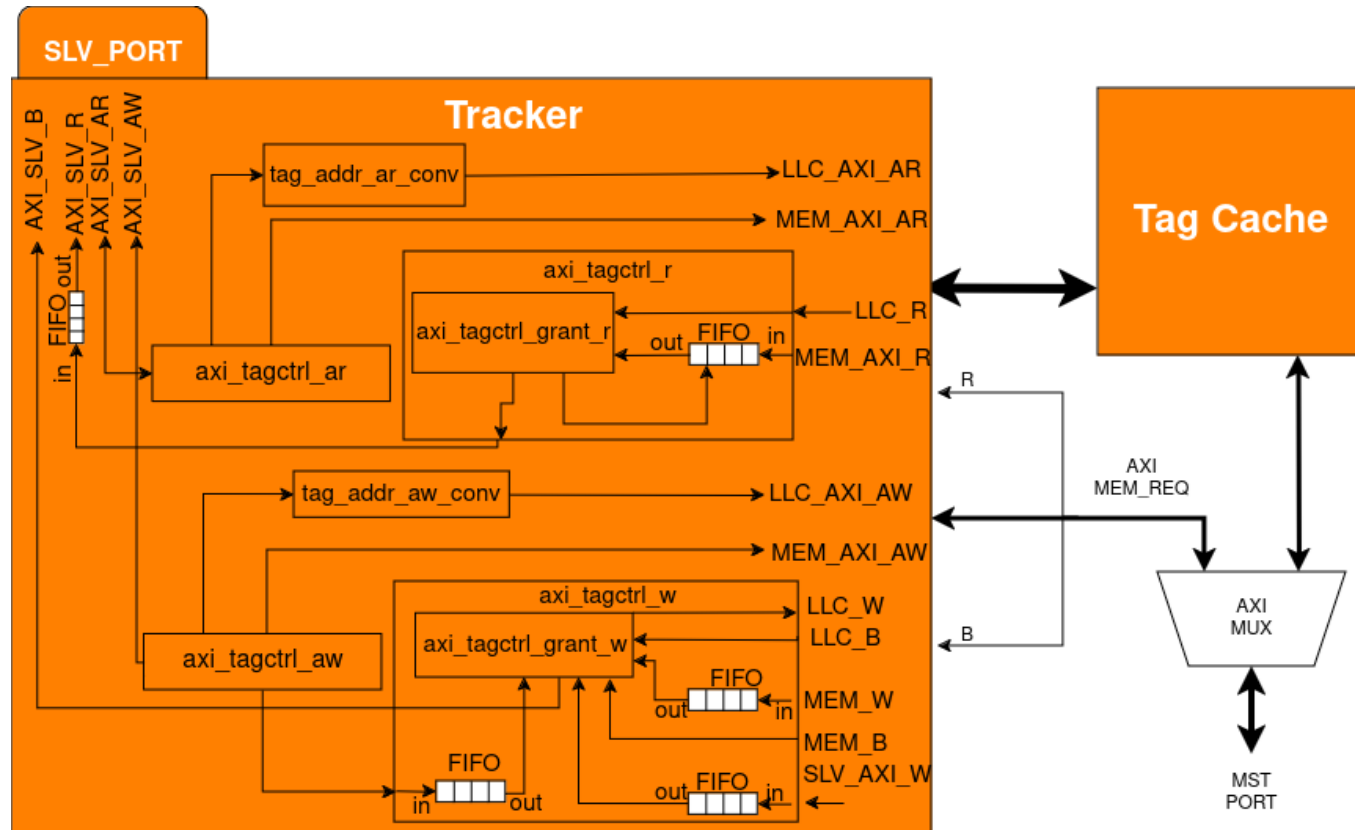 SLV_PORT
Tracker
AXI_SLV_B
AXI_SLV_R
AXI_SLV_AR
AXI_SLV_AW
tag_addr_ar_conv
LLC_AXI_AR
MEM_AXI_AR
axi_tagctrl_r
axi_tagctrl_grant_r
LLC_R
out
FIFO
in
MEM_AXI_R
out
FIFO
in
axi_tagctrl_ar
tag_addr_aw_conv
LLC_AXI_AW
MEM_AXI_AW
axi_tagctrl_w
axi_tagctrl_grant_w
LLC_W
LLC_B
axi_tagctrl_aw
FIFO
out
in
MEM_W
MEM_B
FIFO
in
out
SLV_AXI_W
out
FIFO
in
Tag Cache
R
AXI
MEM_REQ
B
AXI
MUX
MST
PORT